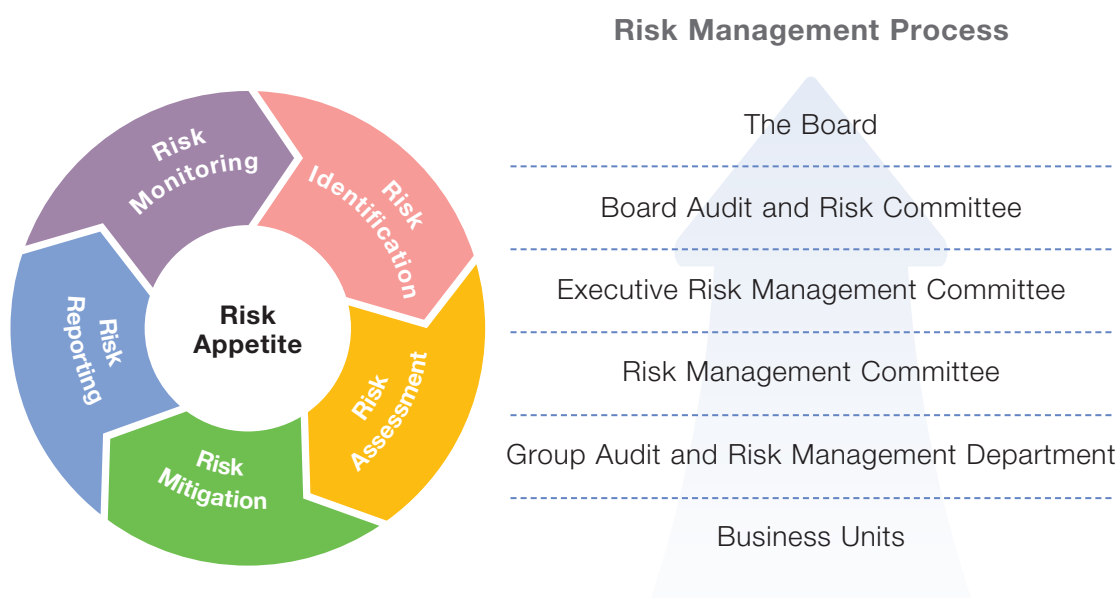 Risk Management Process
Risk
Monitoring
Risk
Identification
Risk
Assessment
Risk
Mitigation
Risk
Reporting
Risk
Appetite
The Board
Board Audit and Risk Committee
Executive Risk Management Committee
Risk Management Committee
Group Audit and Risk Management Department
Business Units